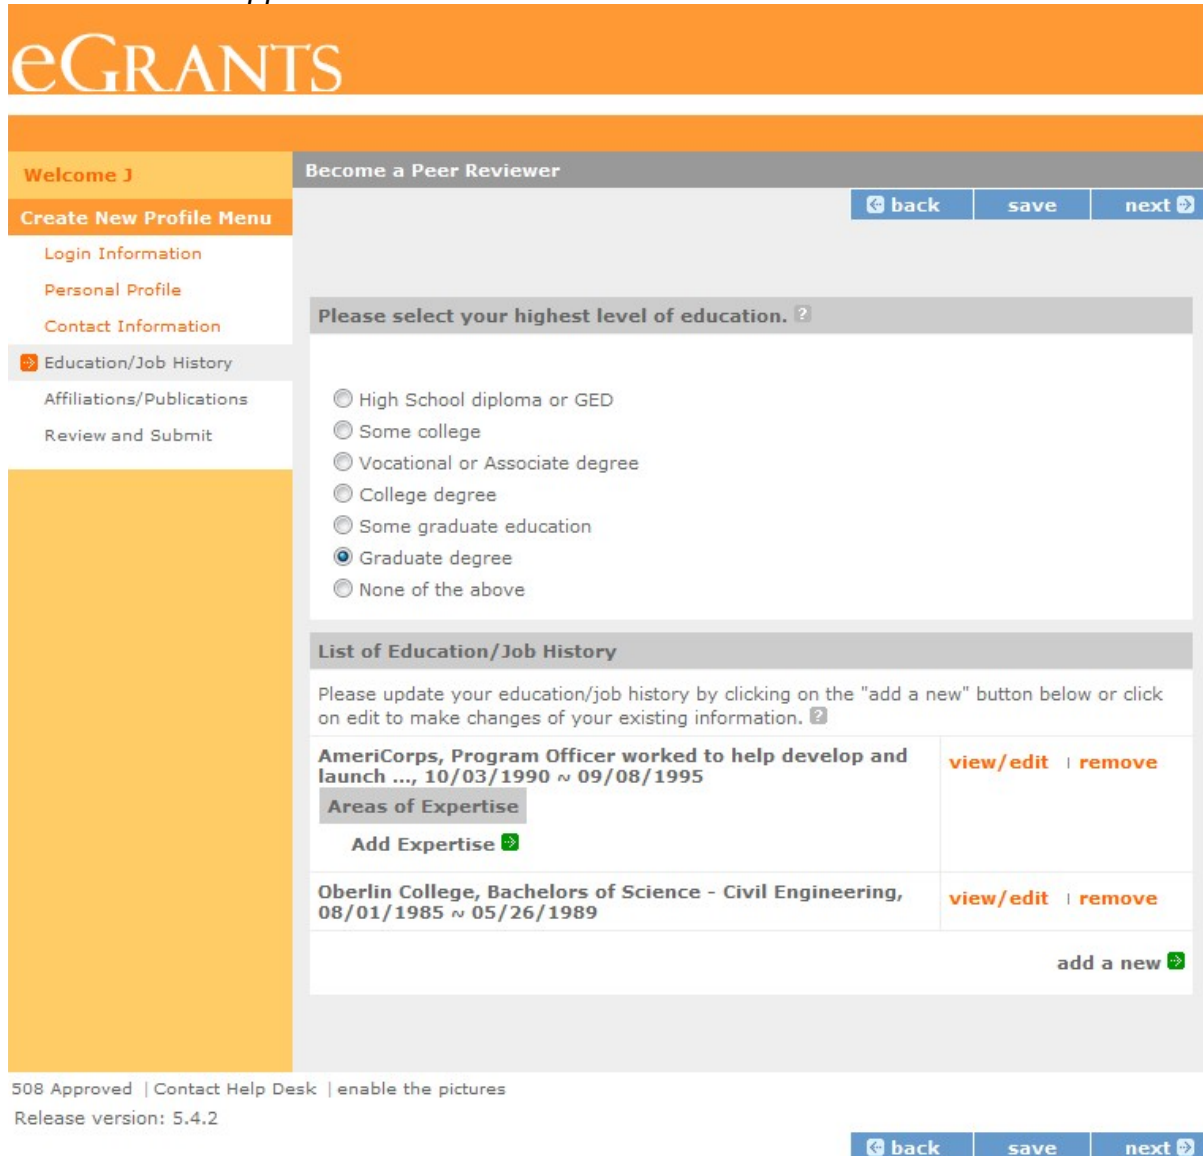 eGRANTS
Welcome J
Create New Profile Menu
Login Information
Personal Profile
Contact Information
Education/Job History
Affiliations/Publications
Review and Submit
Become a Peer Reviewer
back save next
Please select your highest level of education. ?
High School diploma or GED
Some college
Vocational or Associate degree
College degree
Some graduate education
Graduate degree
None of the above
List of Education/Job History
Please update your education/job history by clicking on the "add a new" button below or click
on edit to make changes of your existing information. ?
AmeriCorps, Program Officer worked to help develop and
launch ..., 10/03/1990 ~ 09/08/1995
view/edit | remove
Areas of Expertise
Add Expertise
Oberlin College, Bachelors of Science - Civil Engineering,
08/01/1985 ~ 05/26/1989
view/edit | remove
add a new
508 Approved | Contact Help Desk | enable the pictures
Release version: 5.4.2
back save next